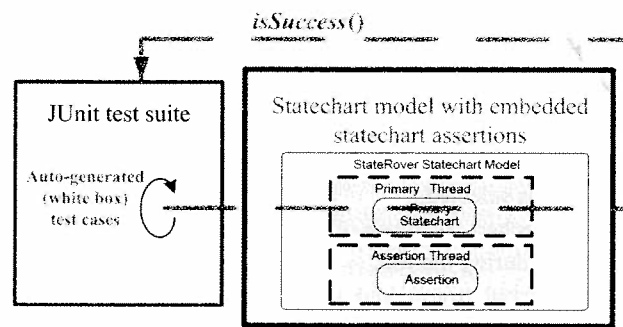 isSuccess()
JUnit test suite
Auto-generated
(white box)
test cases
Statechart model with embedded
statechart assertions
StateRover Statechart Model
Primary Thread
Primary
Statechart
Assertion Thread
Assertion